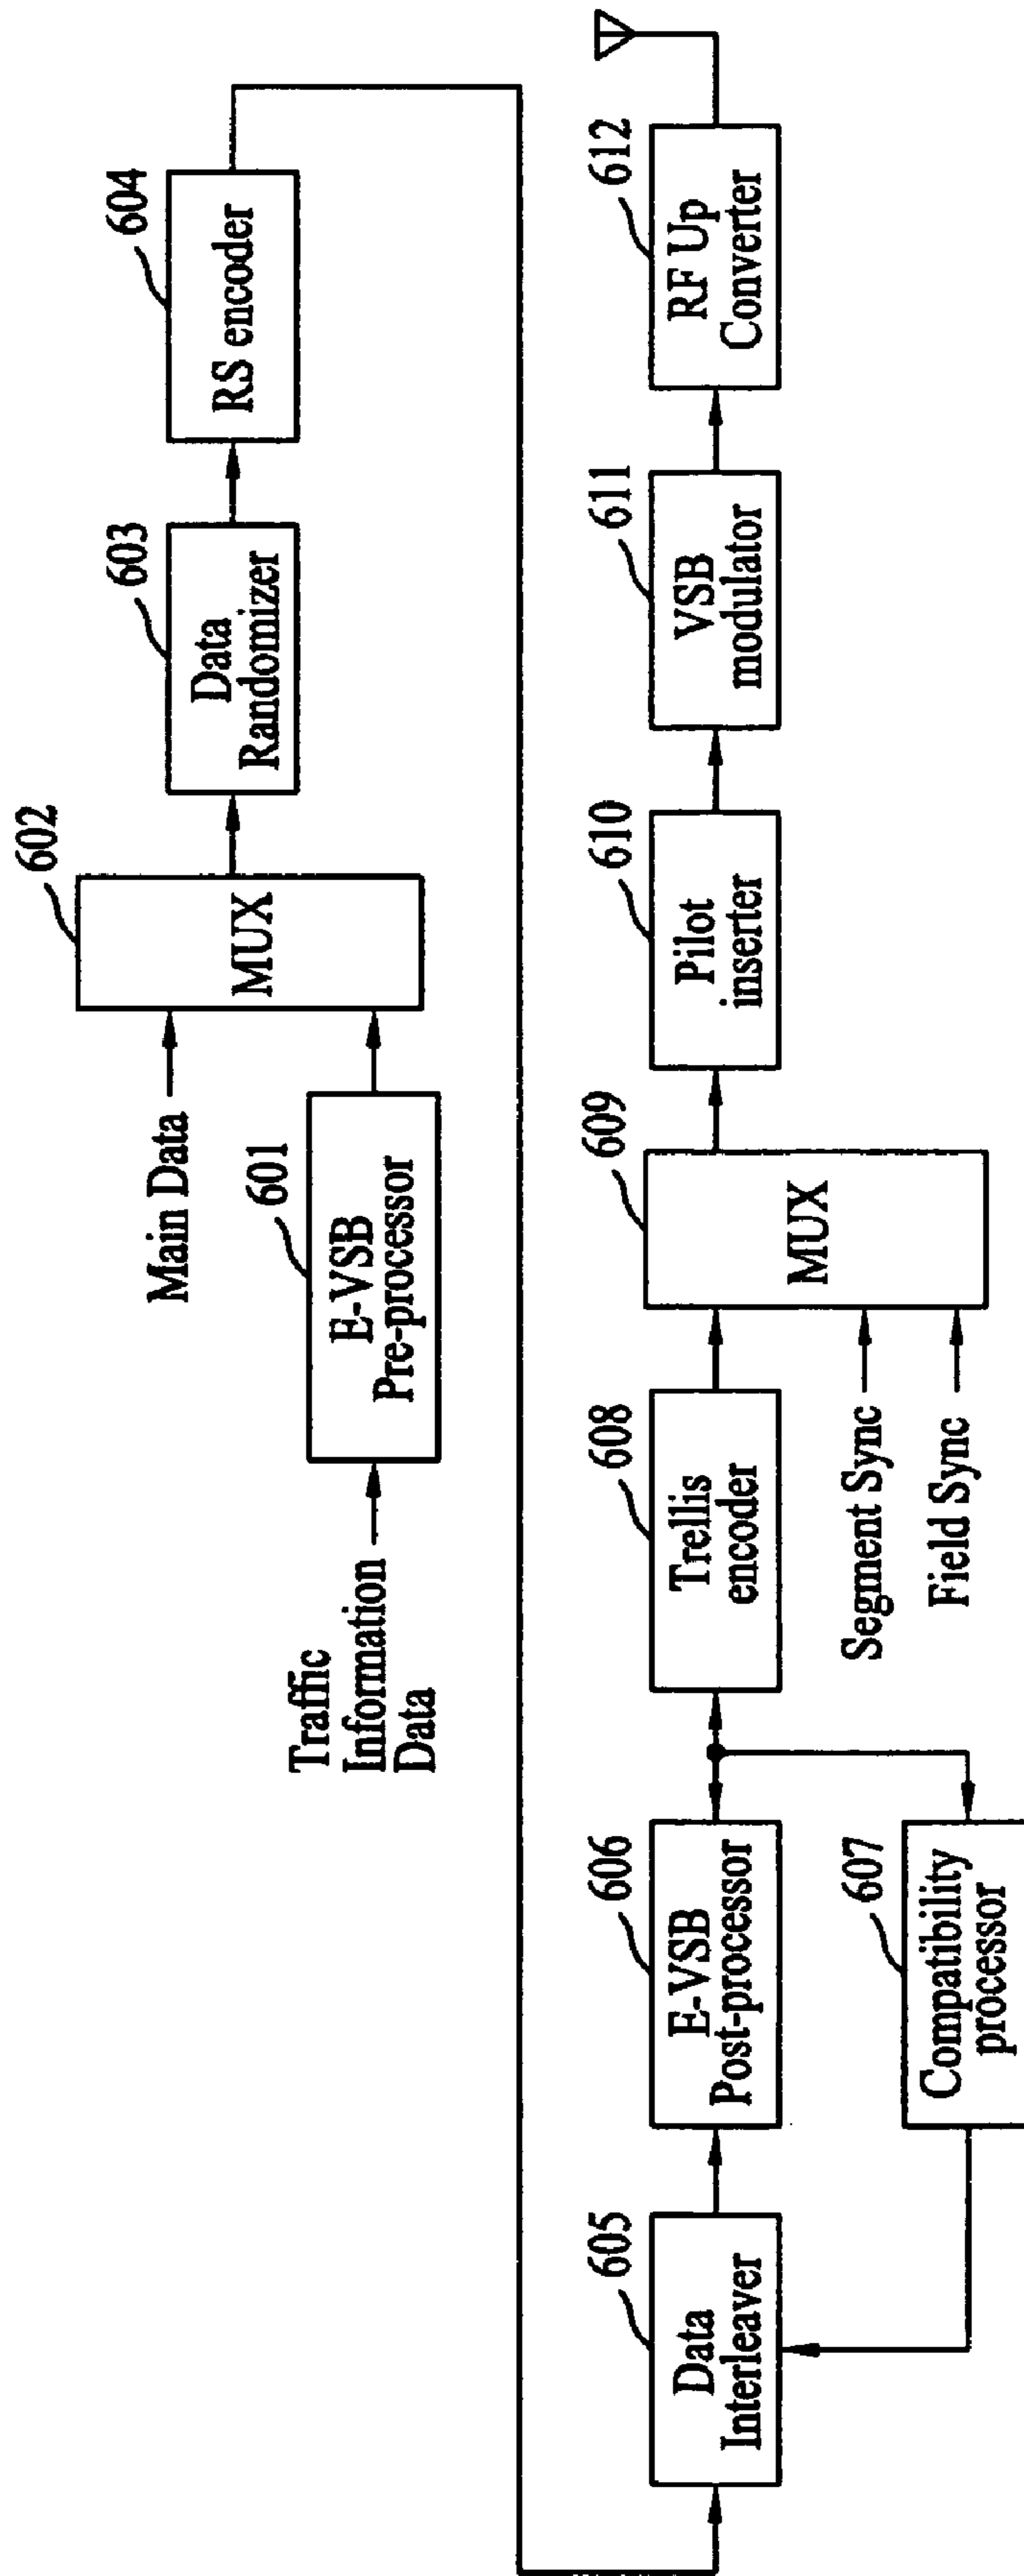 Traffic
Information
Data
601
E-VSB
Pre-processor
Main Data
602
MUX
603
Data
Randomizer
604
RS encoder
605
Data
Interleaver
606
E-VSB
Post-processor
607
Compatibility
processor
608
Trellis
encoder
Segment Sync
Field Sync
609
MUX
610
Pilot
inserter
611
VSB
modulator
612
RF Up
Converter